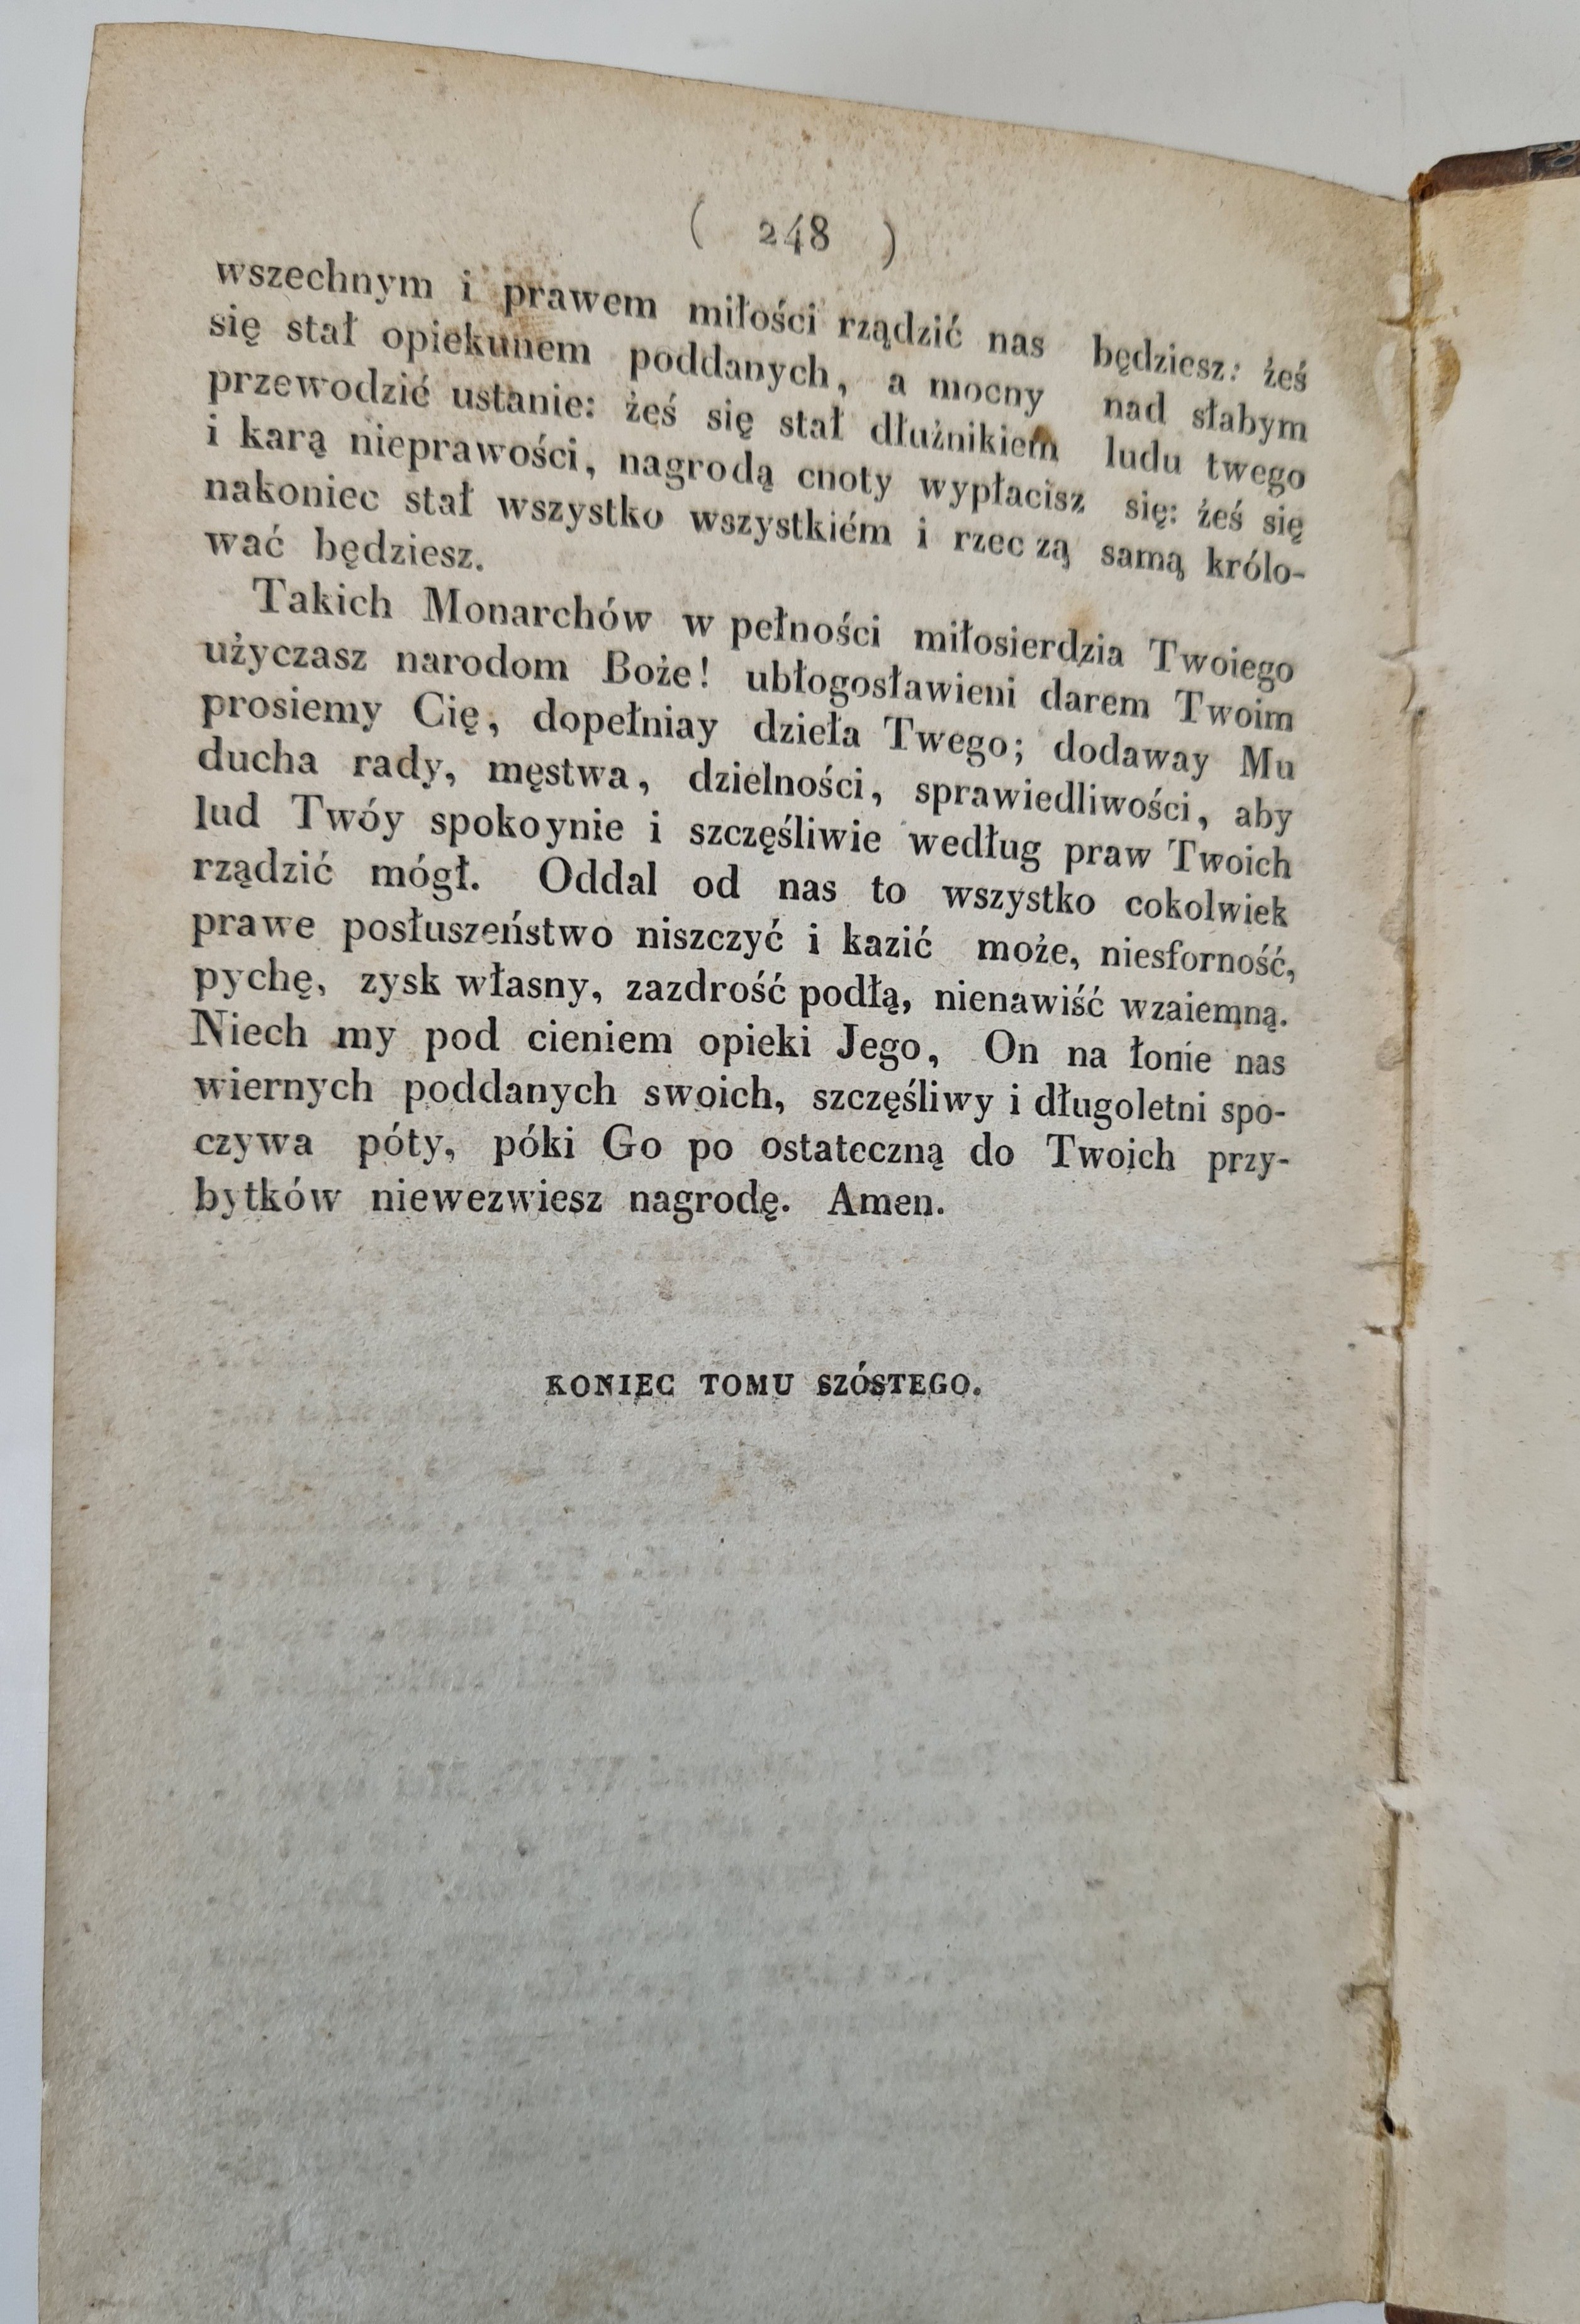 ( 248 )
wszechnym i prawem miłości rządzić nas będziesz: żeś
się stał opiekunem poddanych, a mocny nad słabym
przewodzić ustanie: żeś się stał dłużnikiem ludu twego
i karą nieprawości, nagrodą cnoty wypłacisz się: żeś się
nakoniec stał wszystko wszystkiém i rzeczą samą królo-
wać będziesz.
Takich Monarchów w pełności miłosierdzia Twoiego
użyczasz narodom Boże! ubłogosławieni darem Twoim
prosiemy Cię, dopełniay dzieła Twego; dodaway Mu
ducha rady, męstwa, dzielności, sprawiedliwości, aby
lud Twóy spokoynie i szczęśliwie według praw Twoich
rządzić mógł. Oddal od nas to wszystko cokolwiek
prawe posłuszeństwo niszczyć i kazić może, niesforność,
pychę, zysk własny, zazdrość podłą, nienawiść wzaiemną.
Niech my pod cieniem opieki Jego, On na łonie nas
wiernych poddanych swoich, szczęśliwy i długoletni spo-
czywa póty, póki Go po ostateczną do Twoich przy-
bytków niewezwiesz nagrodę. Amen.
KONIEC TOMU SZÓSTEGO.